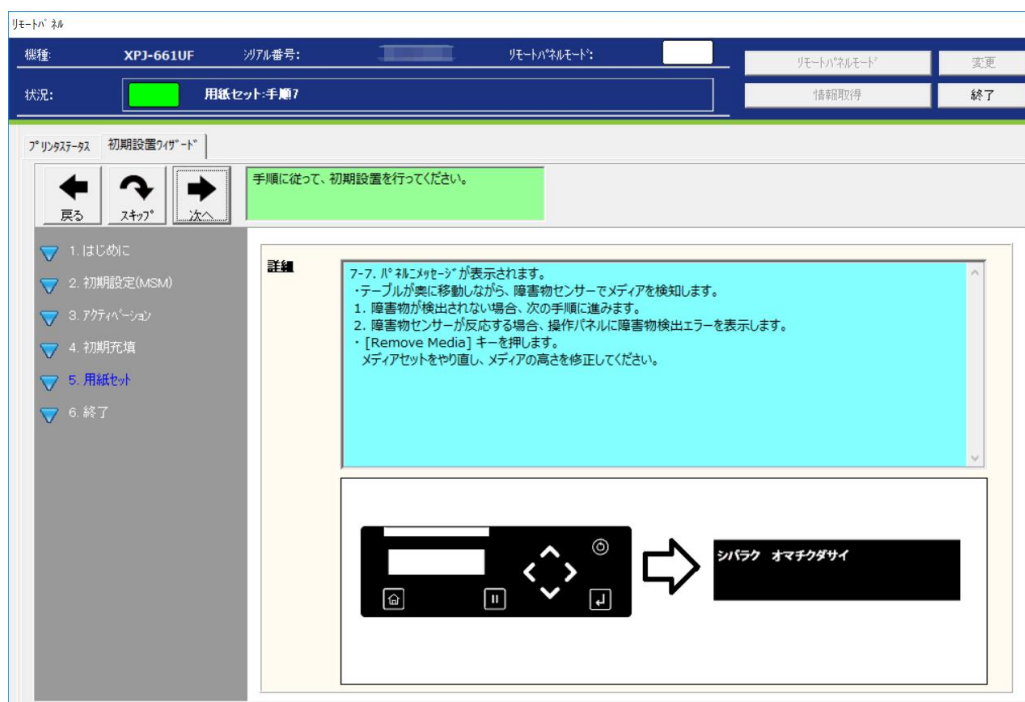 リモートパネル
機種: XPJ-661UF シリアル番号: リモートパネルモード:
リモートパネルモード 変更
状況: 用紙セット:手順7
情報取得 終了
プリンタステータス 初期設置ウィザード
戻る スキップ 次へ
手順に従って、初期設置を行ってください。
1. はじめに
2. 初期設定(MSM)
3. アクティベーション
4. 初期充填
5. 用紙セット
6. 終了
詳細
7-7. パネルにメッセージが表示されます。
・テーブルが奥に移動しながら、障害物センサーでメディアを検知します。
1. 障害物が検出されない場合、次の手順に進みます。
2. 障害物センサーが反応する場合、操作パネルに障害物検出エラーを表示します。
・ [Remove Media] キーを押します。
メディアセットをやり直し、メディアの高さを修正してください。
シバラク オマチクダサイ